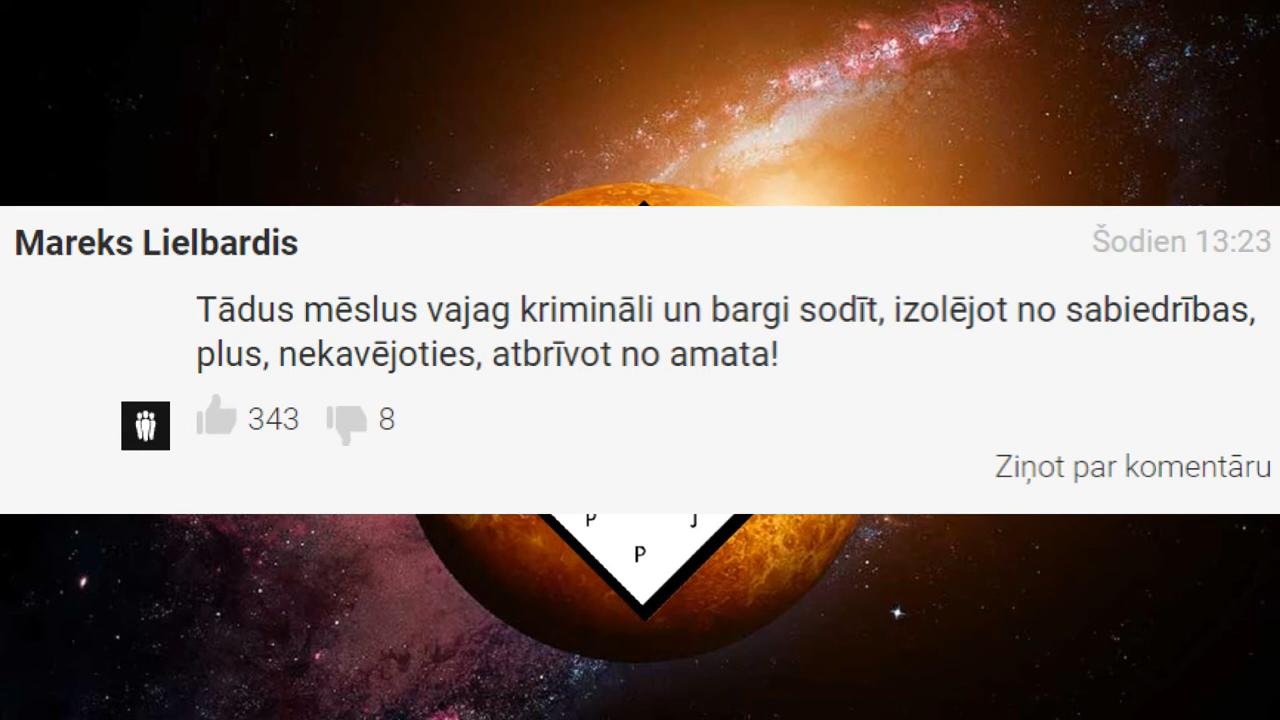 Mareks Lielbardis
Šodien 13:23
Tādus mēslus vajag krimināli un bargi sodīt, izolējot no sabiedrības,
plus, nekavējoties, atbrīvot no amata!
343 8
Ziņot par komentāru
P J
P